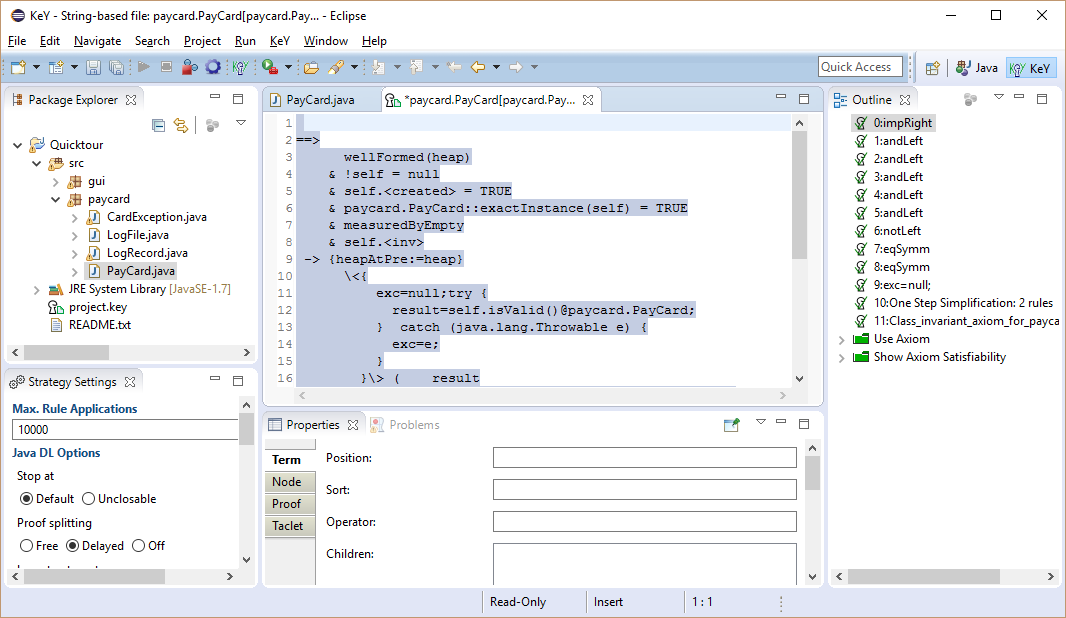 KeY - String-based file: paycard.PayCard[paycard.Pay... - Eclipse
File Edit Navigate Search Project Run KeY Window Help
Quick Access
Java
KeY
Package Explorer
Quicktour
src
gui
paycard
CardException.java
LogFile.java
LogRecord.java
PayCard.java
JRE System Library [JavaSE-1.7]
project.key
README.txt
Strategy Settings
Max. Rule Applications
10000
Java DL Options
Stop at
Default Unclosable
Proof splitting
Free Delayed Off
PayCard.java
*paycard.PayCard[paycard.Pay...
1
2 ==>
3 wellFormed(heap)
4 & !self = null
5 & self.<created> = TRUE
6 & paycard.PayCard::exactInstance(self) = TRUE
7 & measuredByEmpty
8 & self.<inv>
9 -> {heapAtPre:=heap}
10 \<{
11 exc=null;try {
12 result=self.isValid()@paycard.PayCard;
13 } catch (java.lang.Throwable e) {
14 exc=e;
15 }
16 }\> ( result
Properties
Problems
Term
Node
Proof
Taclet
Position:
Sort:
Operator:
Children:
Outline
0:impRight
1:andLeft
2:andLeft
3:andLeft
4:andLeft
5:andLeft
6:notLeft
7:eqSymm
8:eqSymm
9:exc=null;
10:One Step Simplification: 2 rules
11:Class_invariant_axiom_for_payca
Use Axiom
Show Axiom Satisfiability
Read-Only
Insert
1 : 1